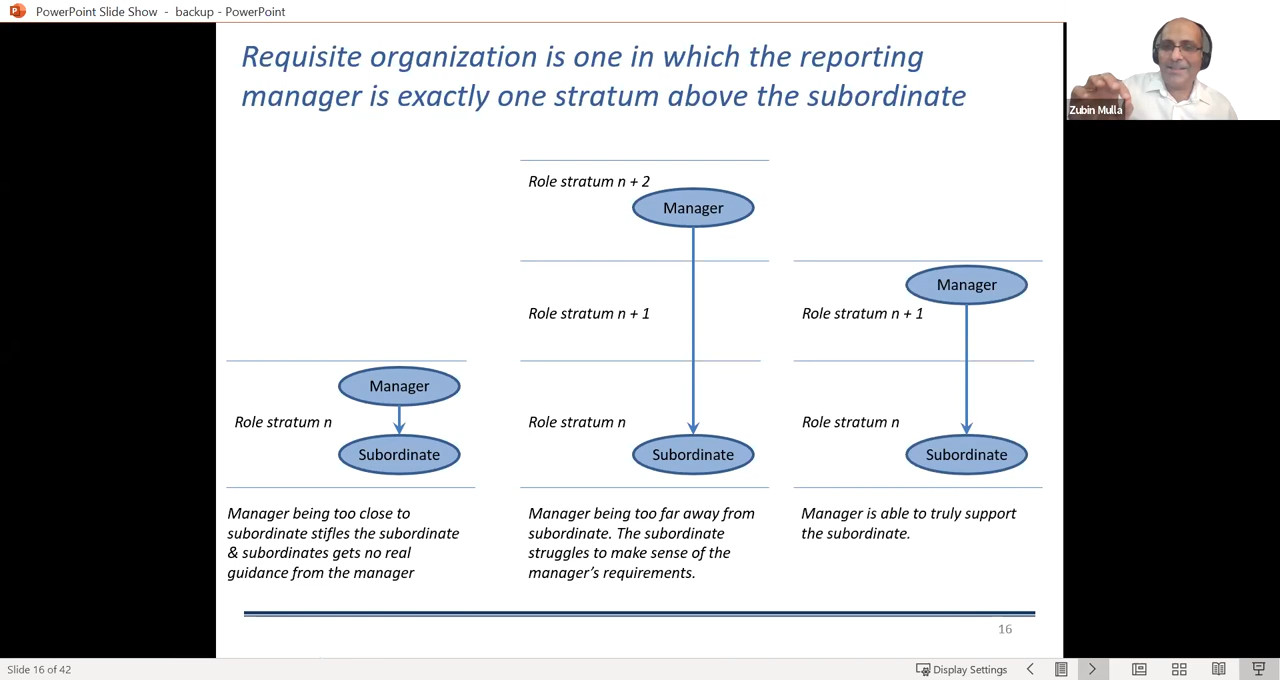 PowerPoint Slide Show - backup - PowerPoint
Requisite organization is one in which the reporting
manager is exactly one stratum above the subordinate
Zubin Mulla
Role stratum n
Manager
Subordinate
Manager being too close to
subordinate stifles the subordinate
& subordinates gets no real
guidance from the manager
Role stratum n + 2
Manager
Role stratum n + 1
Role stratum n
Subordinate
Manager being too far away from
subordinate. The subordinate
struggles to make sense of the
manager’s requirements.
Manager
Role stratum n + 1
Role stratum n
Subordinate
Manager is able to truly support
the subordinate.
16
Slide 16 of 42
Display Settings